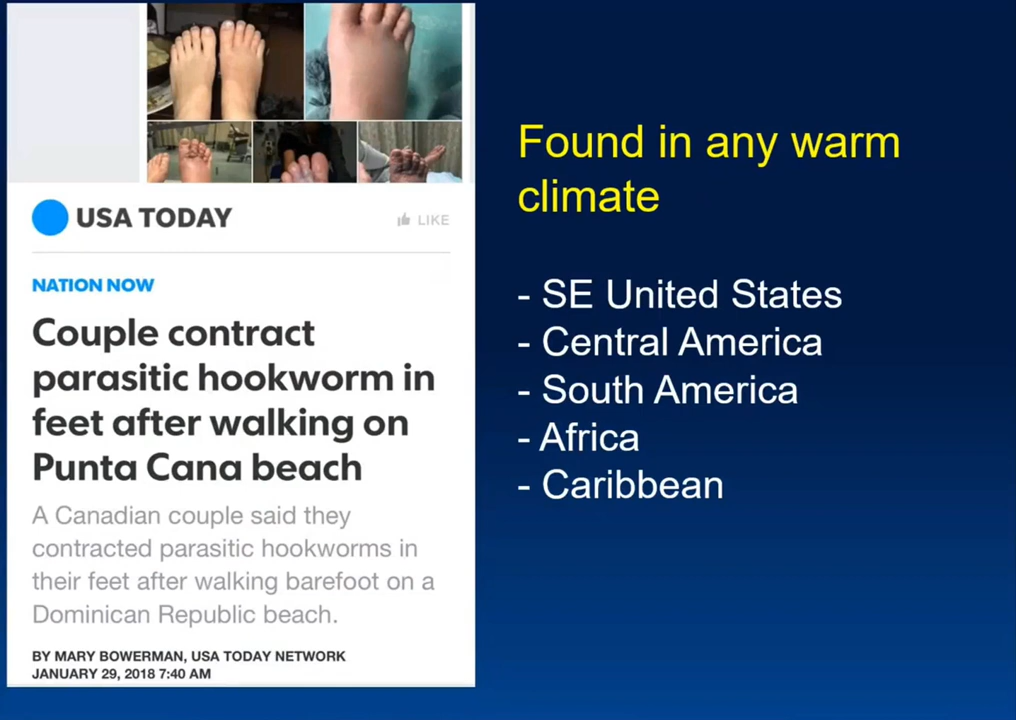 USA TODAY
LIKE
NATION NOW
Couple contract
parasitic hookworm in
feet after walking on
Punta Cana beach
A Canadian couple said they
contracted parasitic hookworms in
their feet after walking barefoot on a
Dominican Republic beach.
BY MARY BOWERMAN, USA TODAY NETWORK
JANUARY 29, 2018 7:40 AM
Found in any warm
climate
- SE United States
- Central America
- South America
- Africa
- Caribbean